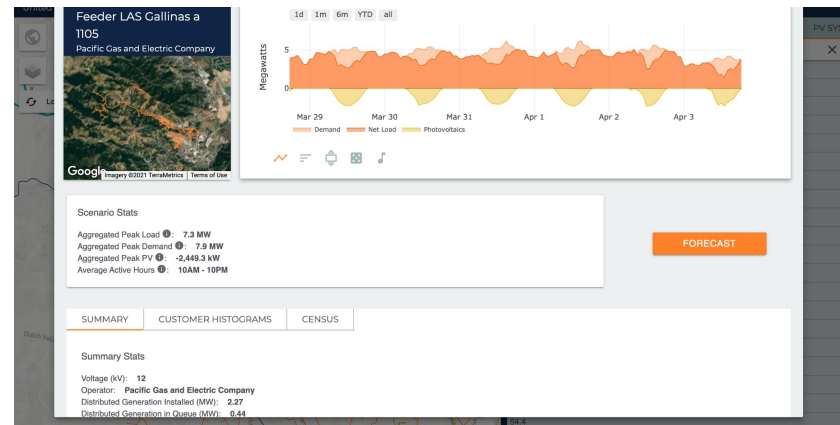 United
Feeder LAS Gallinas a
1105
Pacific Gas and Electric Company
Google
Imagery ©2021 TerraMetrics
Terms of Use
1d 1m 6m YTD all
Megawatts
5
0
Mar 29 Mar 30 Mar 31 Apr 1 Apr 2 Apr 3
Demand Net Load Photovoltaics
Scenario Stats
Aggregated Peak Load : 7.3 MW
Aggregated Peak Demand : 7.9 MW
Aggregated Peak PV : -2,449.3 kW
Average Active Hours : 10AM - 10PM
FORECAST
SUMMARY CUSTOMER HISTOGRAMS CENSUS
Summary Stats
Voltage (kV): 12
Operator: Pacific Gas and Electric Company
Distributed Generation Installed (MW): 2.27
Distributed Generation in Queue (MW): 0.44
PV SYS
54.4